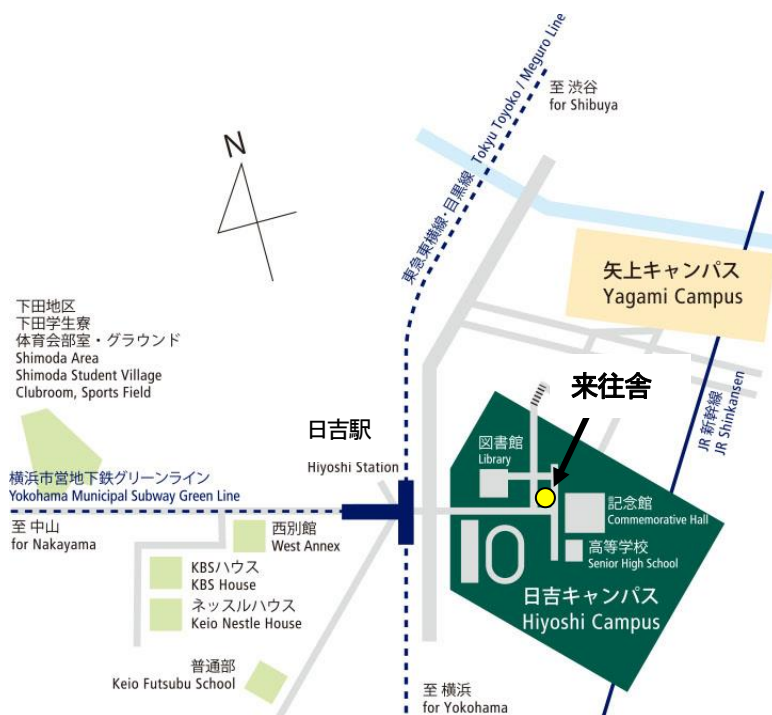 東急東横線・目黒線 Tokyu Toyoko / Meguro Line
至 渋谷
for Shibuya
N
矢上キャンパス
Yagami Campus
下田地区
下田学生寮
体育会部室・グラウンド
Shimoda Area
Shimoda Student Village
Clubroom, Sports Field
来往舎
JR 新幹線
JR Shinkansen
日吉駅
Hiyoshi Station
図書館
Library
横浜市営地下鉄グリーンライン
Yokohama Municipal Subway Green Line
至 中山
for Nakayama
西別館
West Annex
記念館
Commemorative Hall
高等学校
Senior High School
KBSハウス
KBS House
ネッスルハウス
Keio Nestle House
日吉キャンパス
Hiyoshi Campus
普通部
Keio Futsubu School
至 横浜
for Yokohama